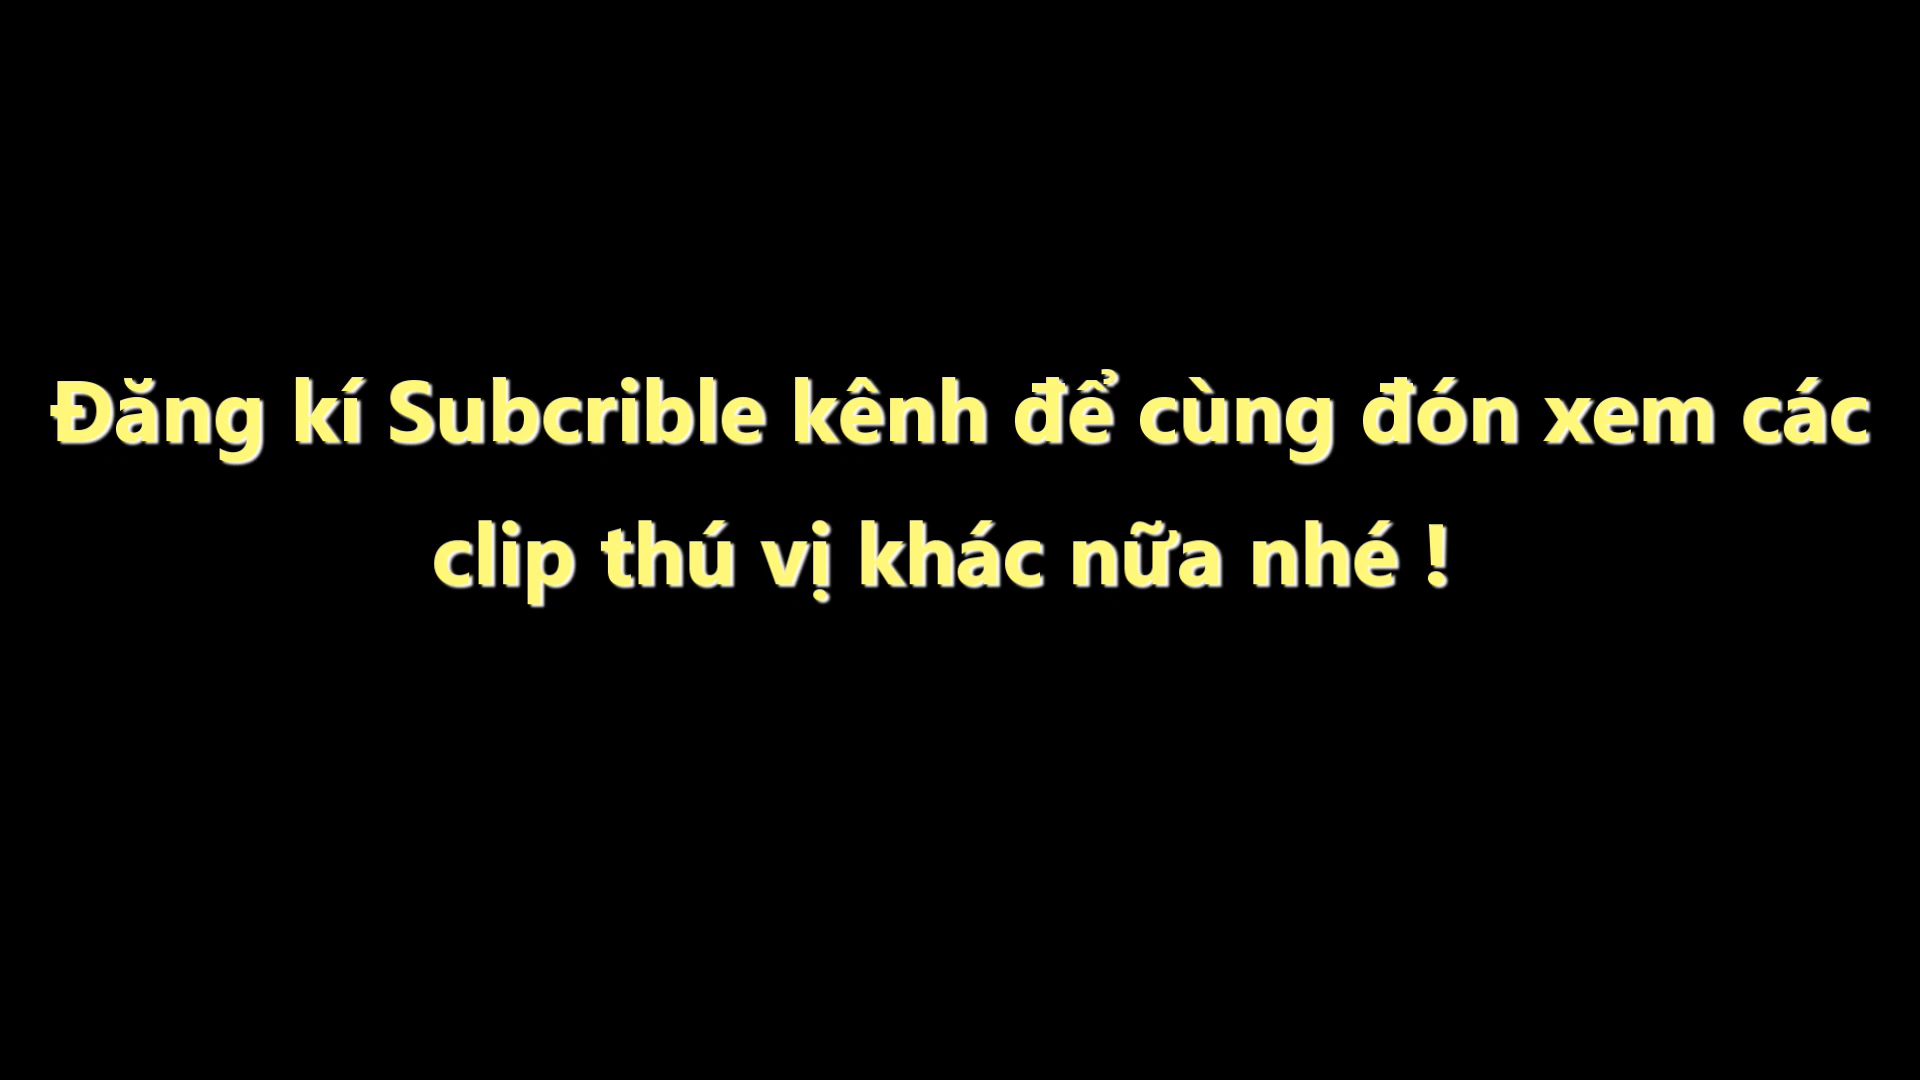 Đăng kí Subcrible kênh để cùng đón xem các
clip thú vị khác nữa nhé !